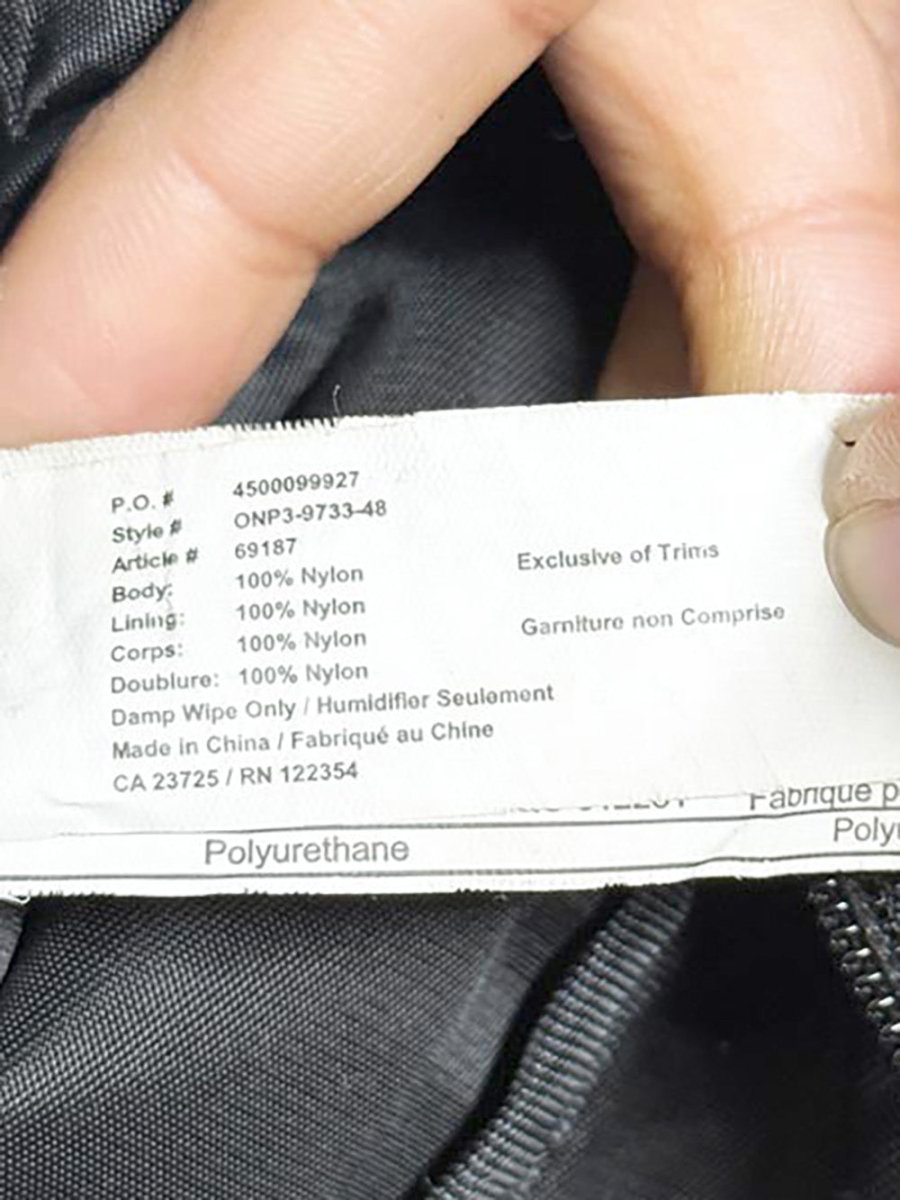 P.O. # 4500099927
Style # ONP3-9733-48
Article # 69187
Body: 100% Nylon
Exclusive of Trims
Lining: 100% Nylon
Corps: 100% Nylon
Garniture non Comprise
Doublure: 100% Nylon
Damp Wipe Only / Humidifier Seulement
Made in China / Fabriqué au Chine
CA 23725 / RN 122354
Fabrique p
Polyurethane
Poly